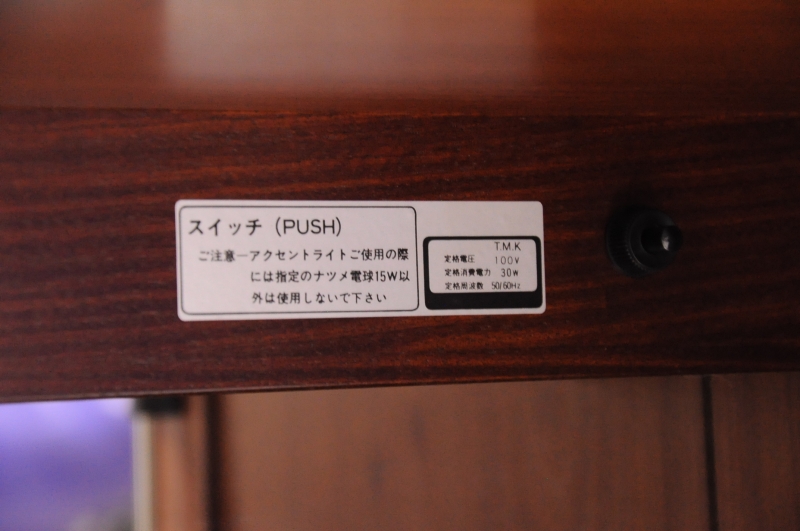 スイッチ（PUSH）
ご注意―アクセントライトご使用の際
には指定のナツメ電球15W以
外は使用しないで下さい
T.M.K
定格電圧 100V
定格消費電力 30W
定格周波数 50/60Hz